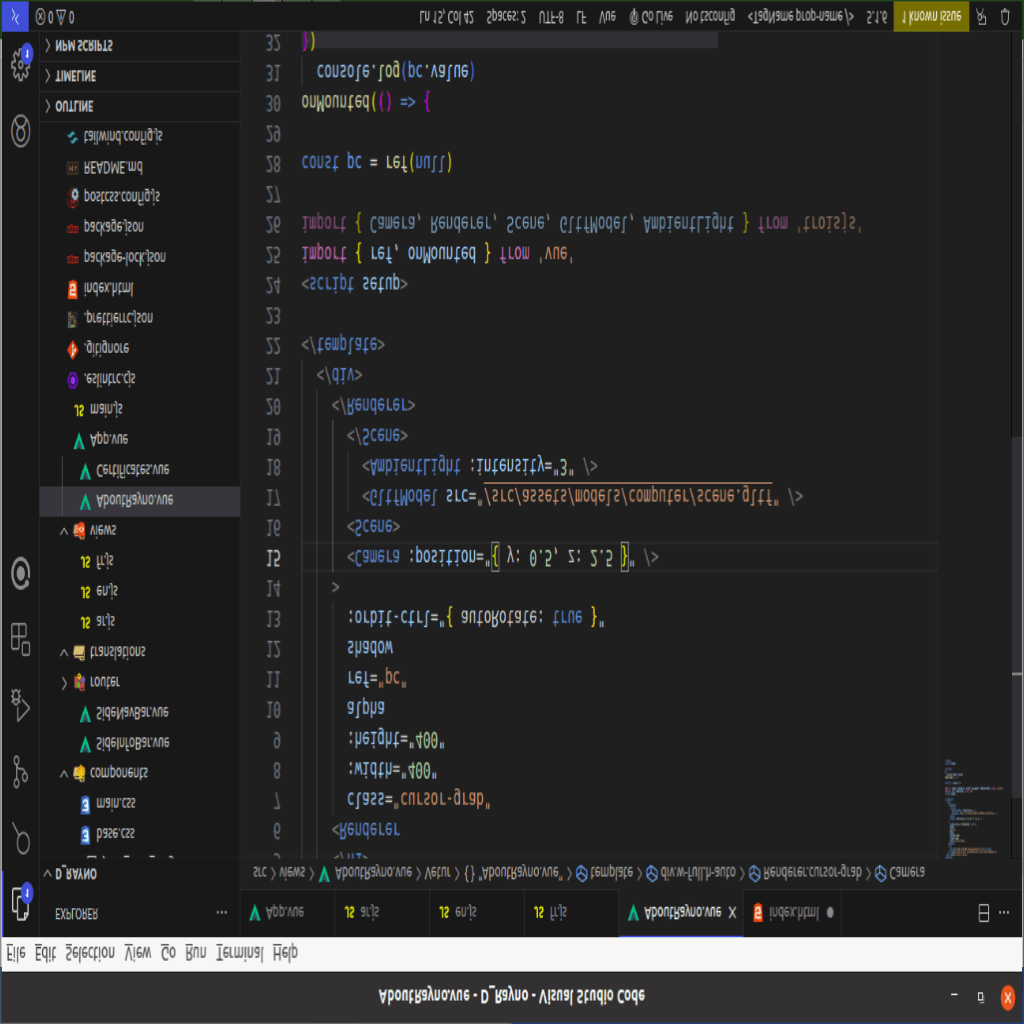 AboutRayno.vue - D_Rayno - Visual Studio Code
File Edit Selection View Go Run Terminal Help
EXPLORER ...
App.vue
JS ar.js
JS en.js
JS fr.js
AboutRayno.vue X
index.html ●
src > views > AboutRayno.vue > Vetur > {} "AboutRayno.vue" > template > div.w-full.h-auto > Renderer.cursor-grab > Camera
D_RAYNO
base.css
main.css
components
SideInfoBar.vue
SideNavBar.vue
router
translations
JS ar.js
JS en.js
JS fr.js
views
AboutRayno.vue
Certificates.vue
App.vue
JS main.js
.eslintrc.cjs
.gitignore
.prettierrc.json
index.html
package-lock.json
package.json
postcss.config.js
README.md
tailwind.config.js
OUTLINE
TIMELINE
NPM SCRIPTS
6 <Renderer
7 class="cursor-grab"
8 :width="400"
9 :height="400"
10 alpha
11 ref="pc"
12 shadow
13 :orbit-ctrl="{ autoRotate: true }"
14 >
15 <Camera :position="{ y: 0.5, z: 2.5 }" />
16 <Scene>
17 <GltfModel src="/src/assets/models/computer/scene.gltf" />
18 <AmbientLight :intensity="3" />
19 </Scene>
20 </Renderer>
21 </div>
22 </template>
23
24 <script setup>
25 import { ref, onMounted } from 'vue'
26 import { Camera, Renderer, Scene, GltfModel, AmbientLight } from 'troisjs'
27
28 const pc = ref(null)
29
30 onMounted(() => {
31 console.log(pc.value)
32 })
0 0 Ln 15, Col 42 Spaces: 2 UTF-8 LF Vue Go Live No tsconfig <TagName prop-name /> 5.1.6 1 known issue